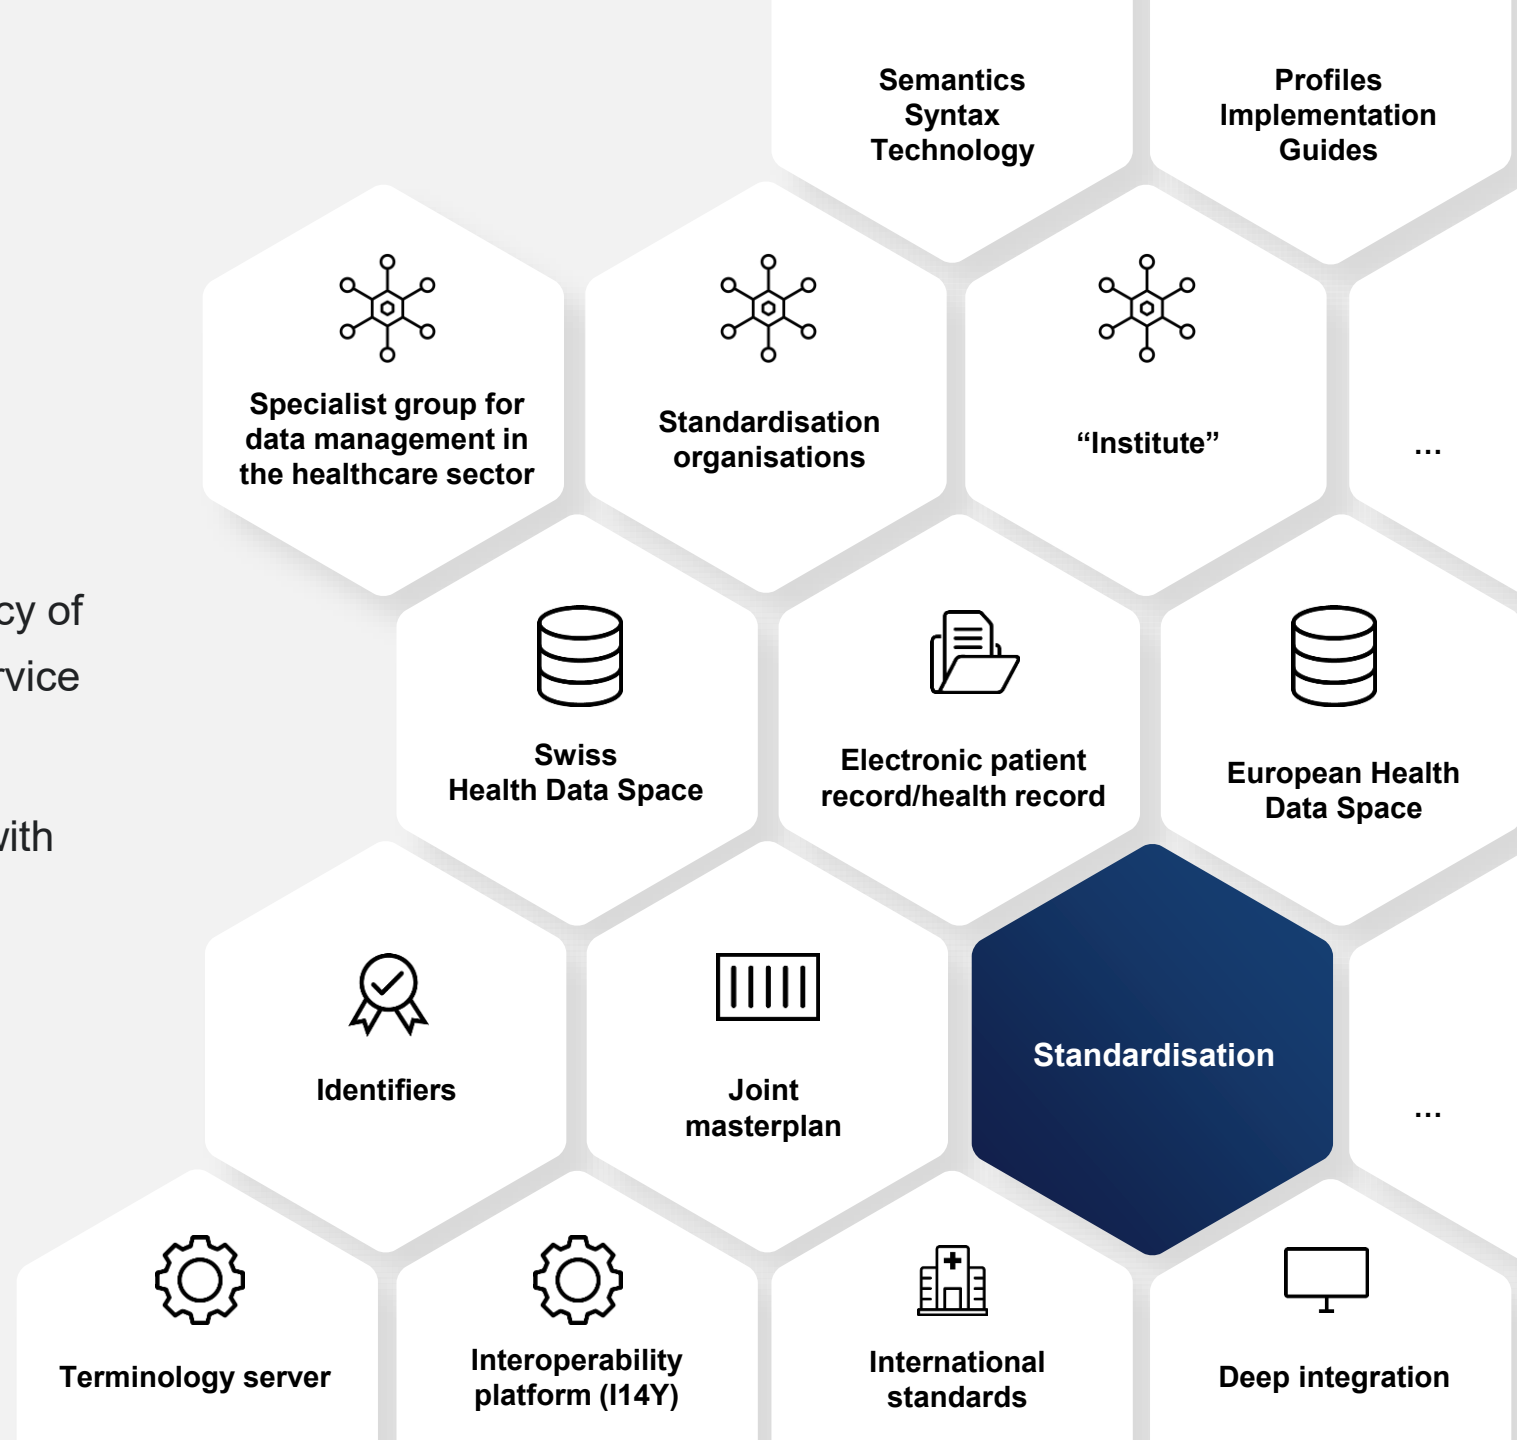 Semantics
Syntax
Technology
Profiles
Implementation
Guides
Specialist group for
data management in
the healthcare sector
Standardisation
organisations
“Institute”
...
cy of
rvice
with
Swiss
Health Data Space
Electronic patient
record/health record
European Health
Data Space
Identifiers
Joint
masterplan
Standardisation
...
Terminology server
Interoperability
platform (I14Y)
International
standards
Deep integration